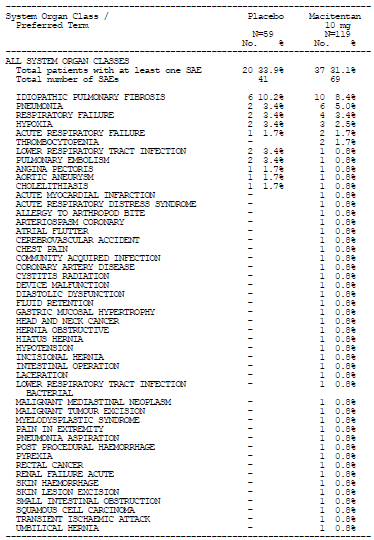 System Organ Class / Placebo Macitentan
Preferred Term 10 mg
N=59 N=119
No. % No. %
ALL SYSTEM ORGAN CLASSES
Total patients with at least one SAE 20 33.9% 37 31.1%
Total number of SAEs 41 69
IDIOPATHIC PULMONARY FIBROSIS 6 10.2% 10 8.4%
PNEUMONIA 2 3.4% 6 5.0%
RESPIRATORY FAILURE 2 3.4% 4 3.4%
HYPOXIA 2 3.4% 3 2.5%
ACUTE RESPIRATORY FAILURE 1 1.7% 2 1.7%
THROMBOCYTOPENIA - 2 1.7%
LOWER RESPIRATORY TRACT INFECTION 2 3.4% 1 0.8%
PULMONARY EMBOLISM 2 3.4% 1 0.8%
ANGINA PECTORIS 1 1.7% 1 0.8%
AORTIC ANEURYSM 1 1.7% 1 0.8%
CHOLELITHIASIS 1 1.7% 1 0.8%
ACUTE MYOCARDIAL INFARCTION - 1 0.8%
ACUTE RESPIRATORY DISTRESS SYNDROME - 1 0.8%
ALLERGY TO ARTHROPOD BITE - 1 0.8%
ARTERIOSPASM CORONARY - 1 0.8%
ATRIAL FLUTTER - 1 0.8%
CEREBROVASCULAR ACCIDENT - 1 0.8%
CHEST PAIN - 1 0.8%
COMMUNITY ACQUIRED INFECTION - 1 0.8%
CORONARY ARTERY DISEASE - 1 0.8%
CYSTITIS RADIATION - 1 0.8%
DEVICE MALFUNCTION - 1 0.8%
DIASTOLIC DYSFUNCTION - 1 0.8%
FLUID RETENTION - 1 0.8%
GASTRIC MUCOSAL HYPERTROPHY - 1 0.8%
HEAD AND NECK CANCER - 1 0.8%
HERNIA OBSTRUCTIVE - 1 0.8%
HIATUS HERNIA - 1 0.8%
HYPOTENSION - 1 0.8%
INCISIONAL HERNIA - 1 0.8%
INTESTINAL OPERATION - 1 0.8%
LACERATION - 1 0.8%
LOWER RESPIRATORY TRACT INFECTION - 1 0.8%
BACTERIAL
MALIGNANT MEDIASTINAL NEOPLASM - 1 0.8%
MALIGNANT TUMOUR EXCISION - 1 0.8%
MYELODYSPLASTIC SYNDROME - 1 0.8%
PAIN IN EXTREMITY - 1 0.8%
PNEUMONIA ASPIRATION - 1 0.8%
POST PROCEDURAL HAEMORRHAGE - 1 0.8%
PYREXIA - 1 0.8%
RECTAL CANCER - 1 0.8%
RENAL FAILURE ACUTE - 1 0.8%
SKIN HAEMORRHAGE - 1 0.8%
SKIN LESION EXCISION - 1 0.8%
SMALL INTESTINAL OBSTRUCTION - 1 0.8%
SQUAMOUS CELL CARCINOMA - 1 0.8%
TRANSIENT ISCHAEMIC ATTACK - 1 0.8%
UMBILICAL HERNIA - 1 0.8%